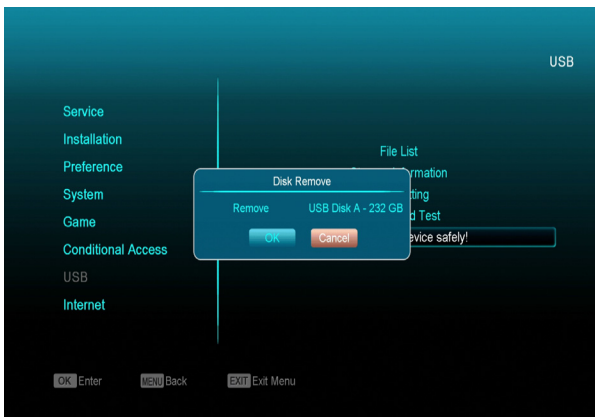 USB
Service
Installation
Preference
System
Game
Conditional Access
USB
Internet
File List
rmation
tting
d Test
evice safely!
Disk Remove
Remove USB Disk A - 232 GB
OK Cancel
OK Enter MENU Back EXIT Exit Menu